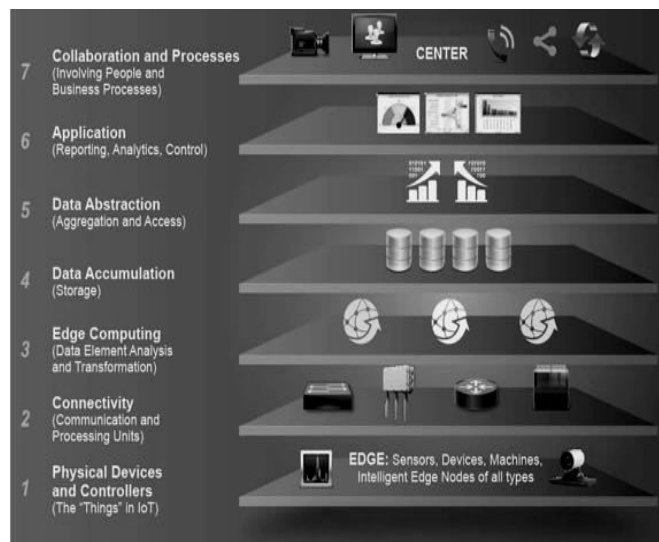 7
Collaboration and Processes
(Involving People and
Business Processes)
CENTER
6
Application
(Reporting, Analytics, Control)
5
Data Abstraction
(Aggregation and Access)
4
Data Accumulation
(Storage)
3
Edge Computing
(Data Element Analysis
and Transformation)
2
Connectivity
(Communication and
Processing Units)
1
Physical Devices
and Controllers
(The "Things" in IoT)
EDGE: Sensors, Devices, Machines,
Intelligent Edge Nodes of all types